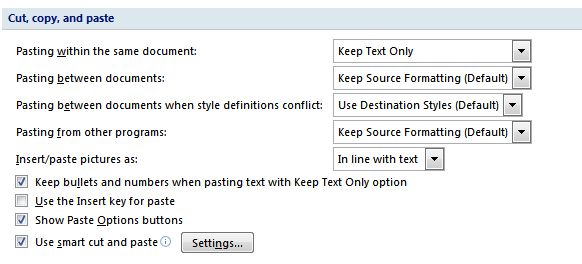 Cut, copy, and paste
Pasting within the same document: Keep Text Only
Pasting between documents: Keep Source Formatting (Default)
Pasting between documents when style definitions conflict: Use Destination Styles (Default)
Pasting from other programs: Keep Source Formatting (Default)
Insert/paste pictures as: In line with text
Keep bullets and numbers when pasting text with Keep Text Only option
Use the Insert key for paste
Show Paste Options buttons
Use smart cut and paste Settings...